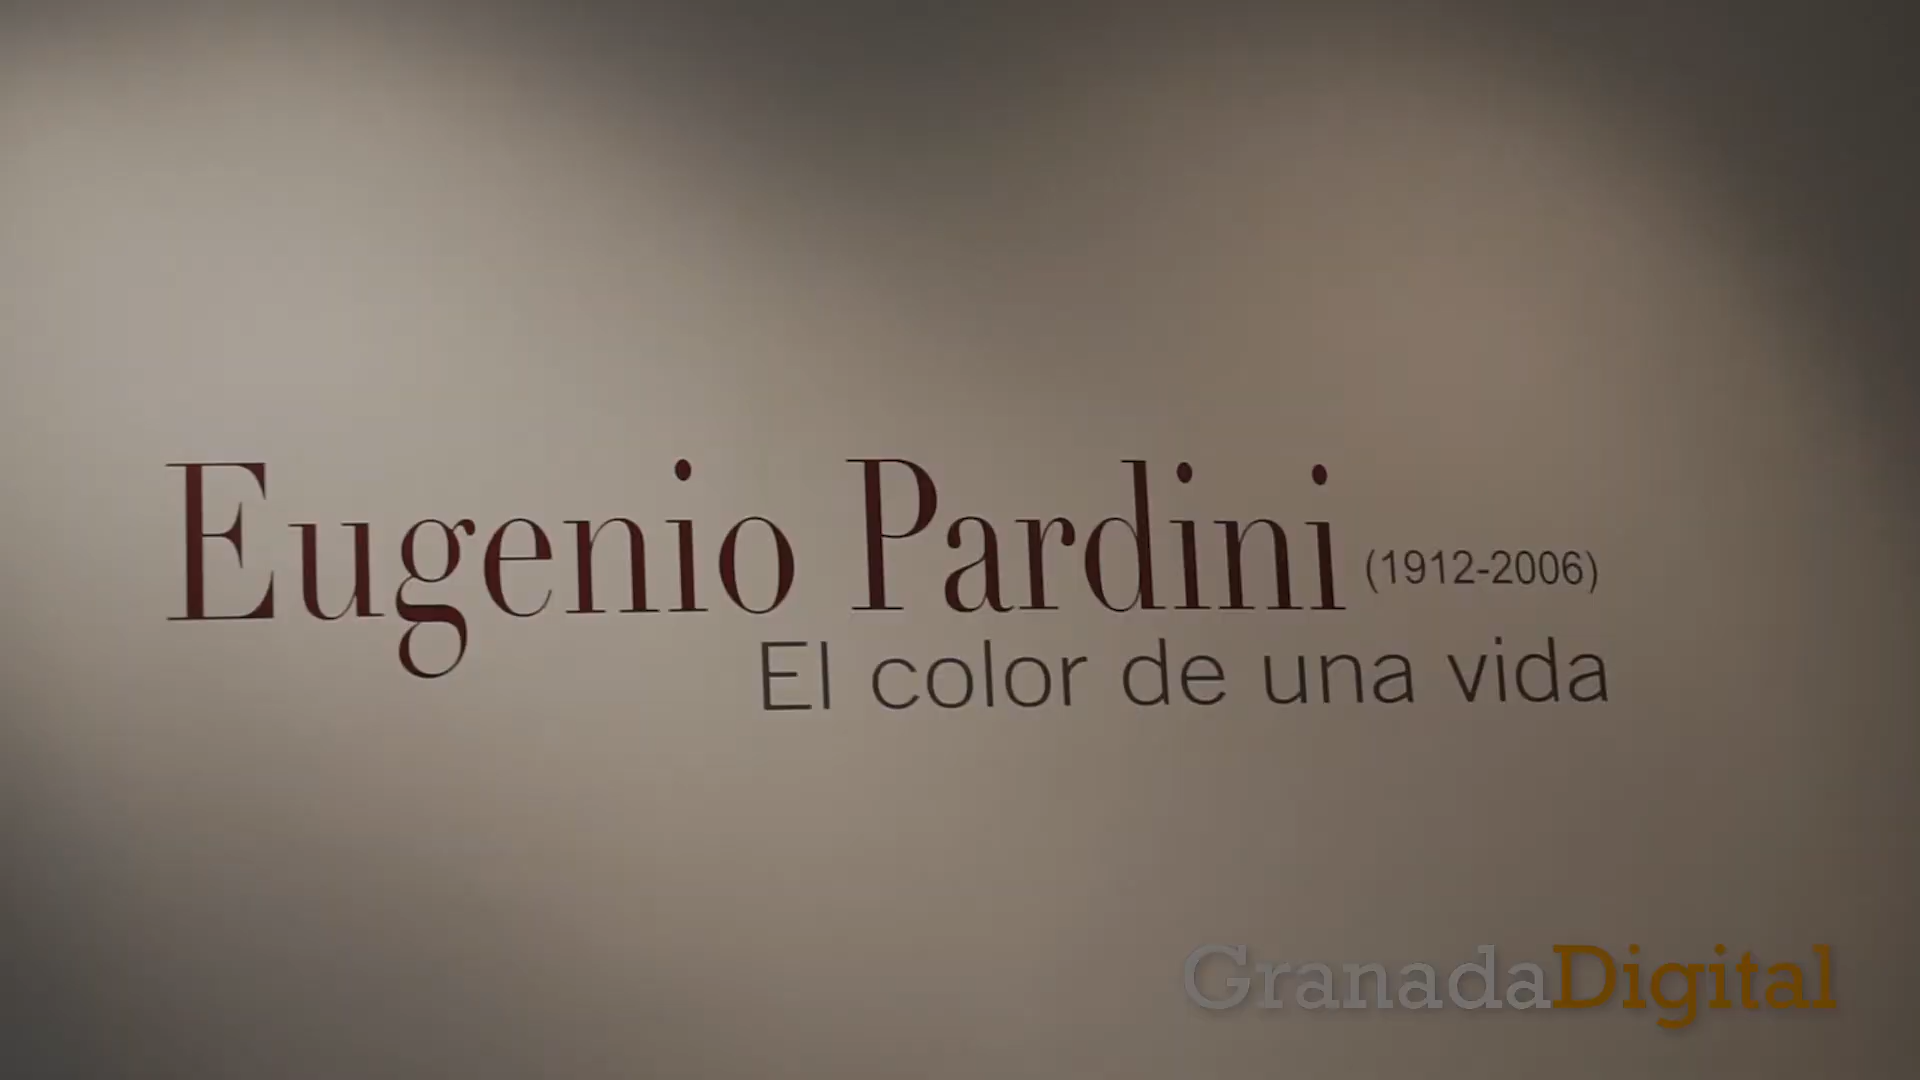 Eugenio Pardini (1912-2006)
El color de una vida
GranadaDigital